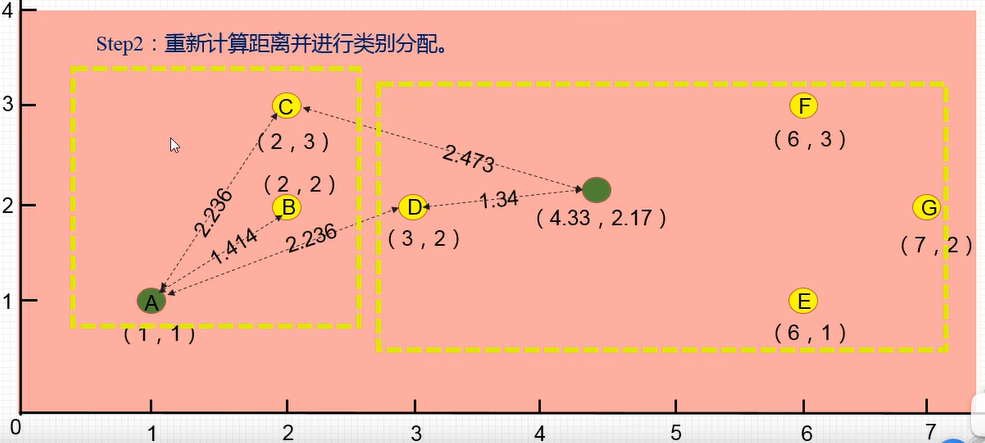 4
Step2：重新计算距离并进行类别分配。
3
C
F
（2，3）
（6，3）
2.473
（2，2）
2.236
1.34
2
B
D
G
（4.33，2.17）
1.414
2.236
（3，2）
（7，2）
1
A
E
（1，1）
（6，1）
0
1 2 3 4 5 6 7